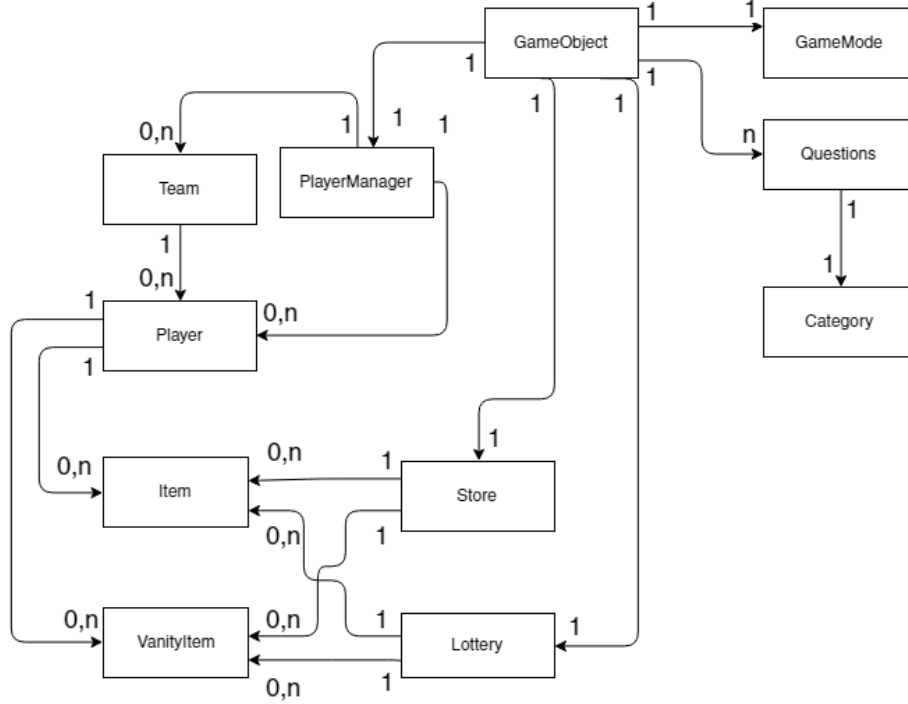 GameObject
1
1
GameMode
1
1
n
Questions
1
1
Category
1
1
1
1
0,n
Team
PlayerManager
1
1
0,n
0,n
1
Player
1
0,n
0,n
1
1
Item
Store
0,n
1
0,n
0,n
1
1
VanityItem
Lottery
0,n
1